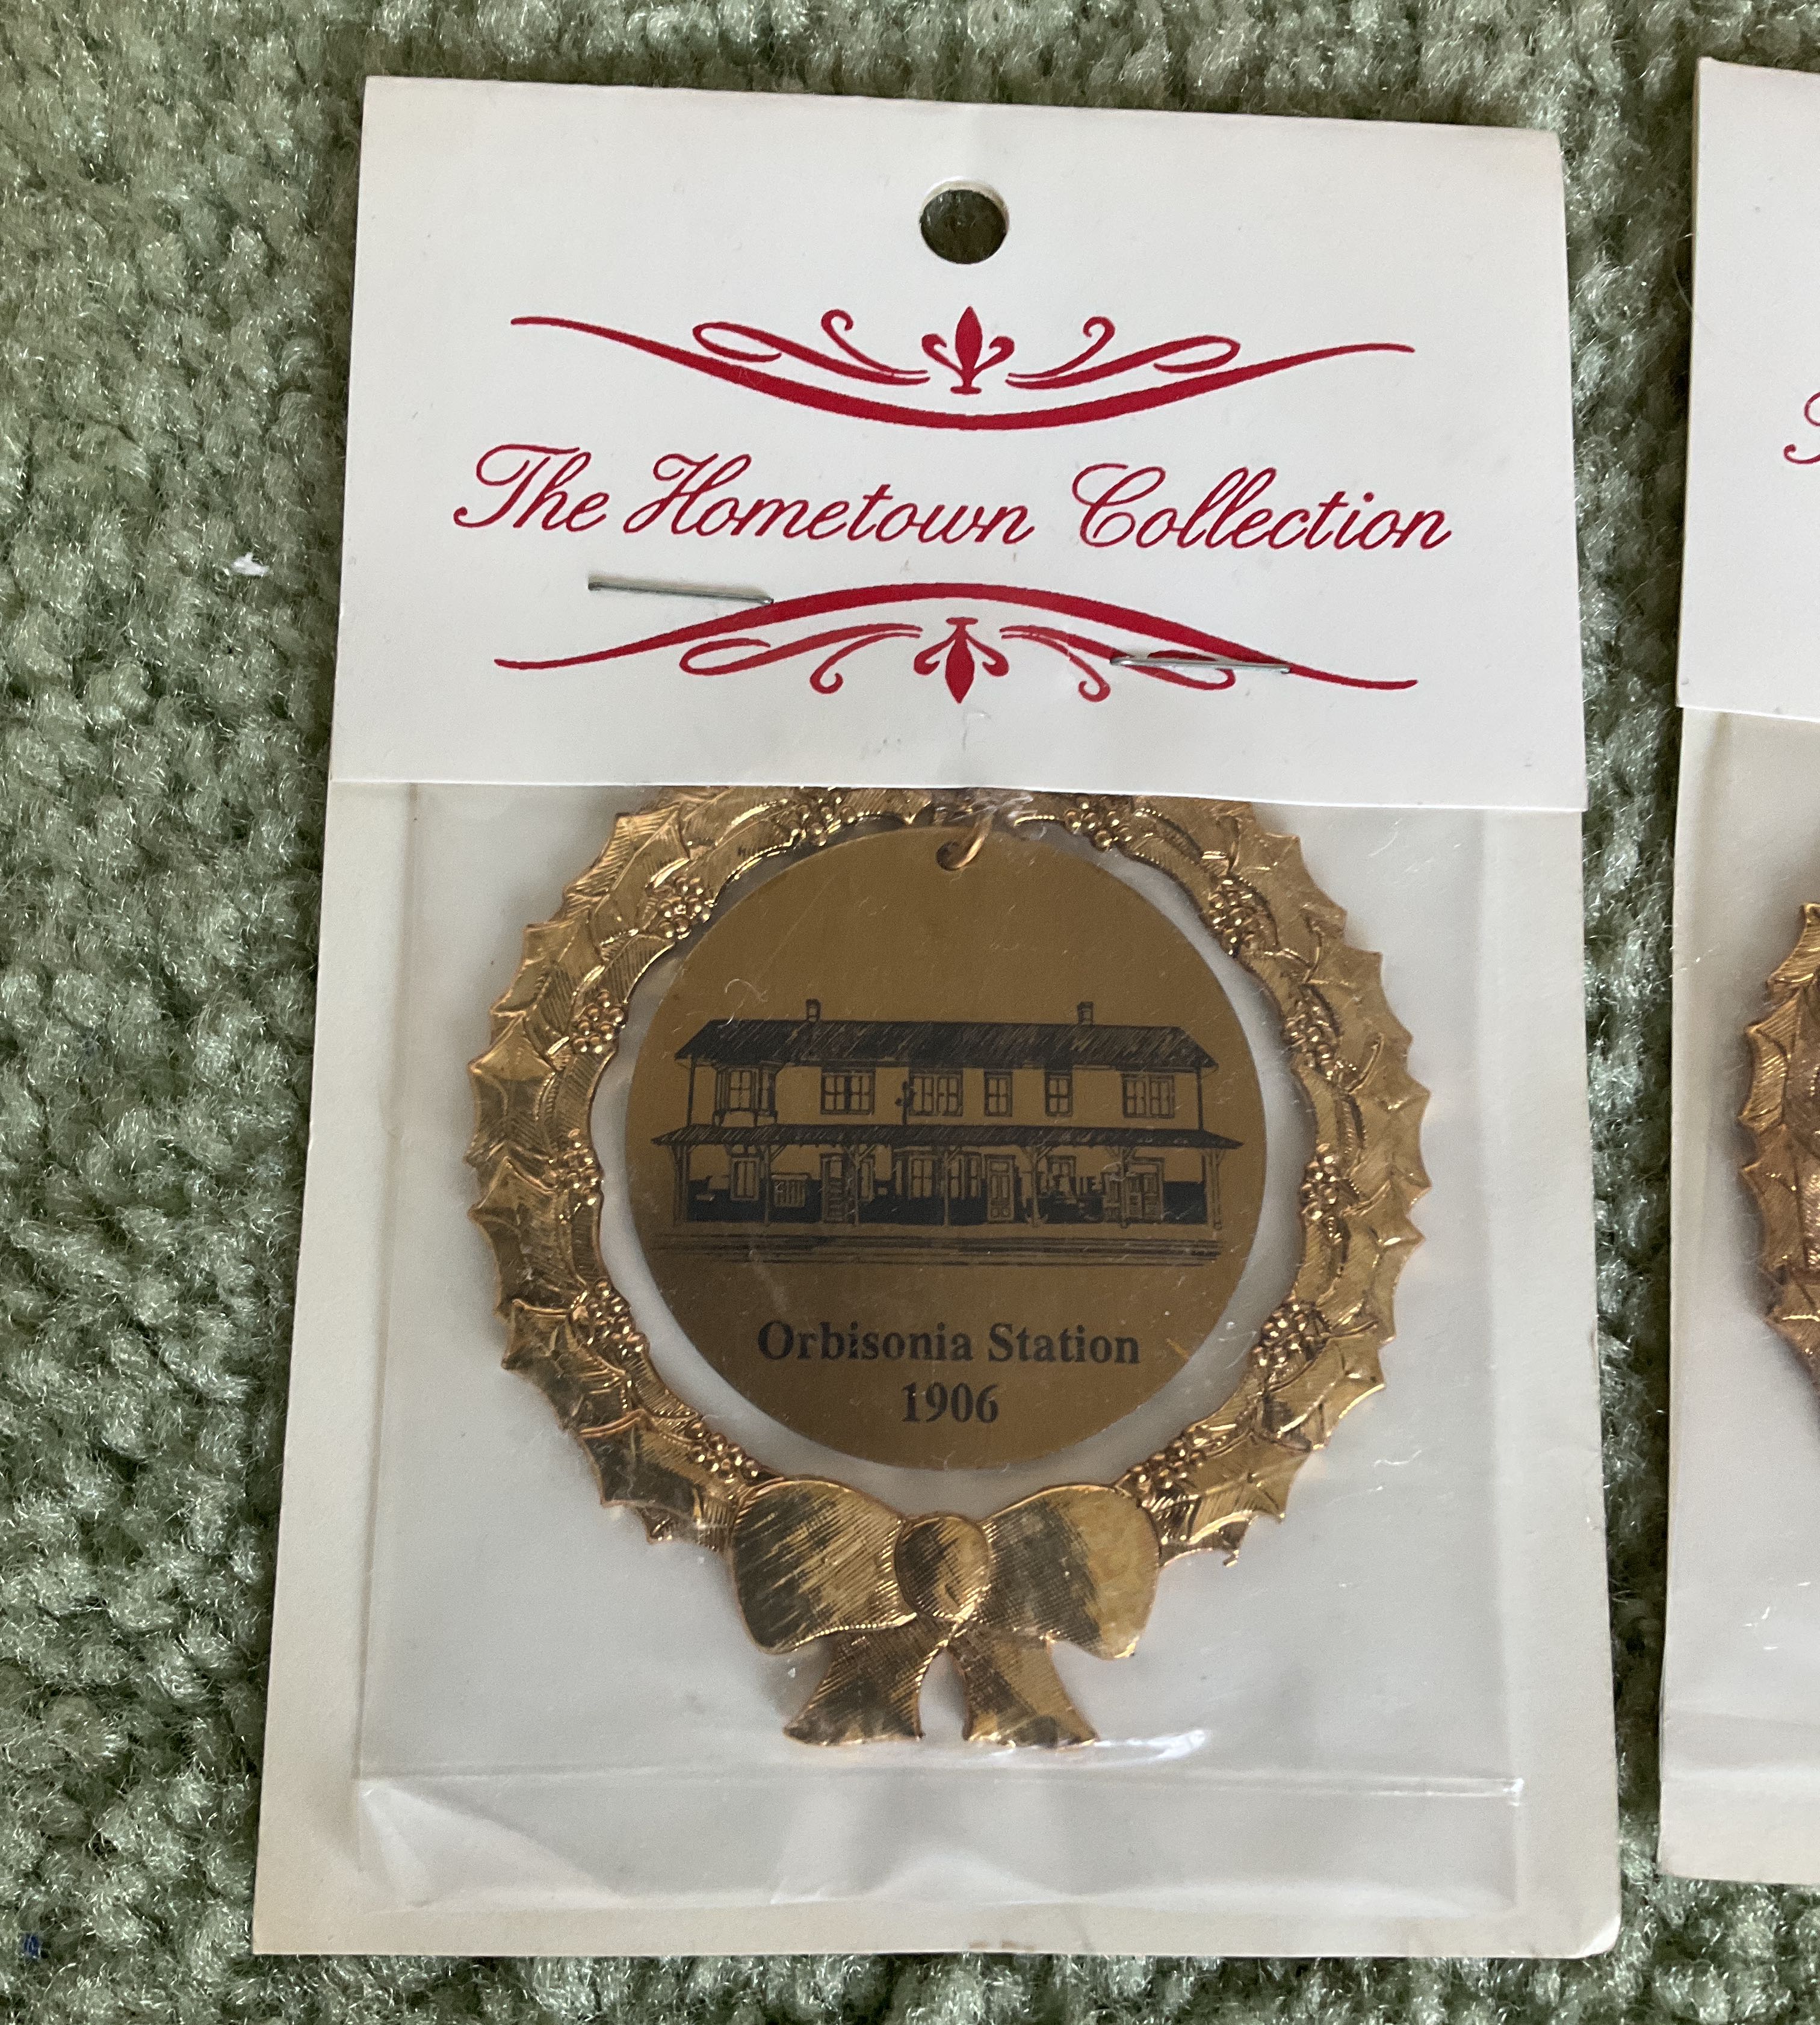 The Hometown Collection
Orbisonia Station
1906